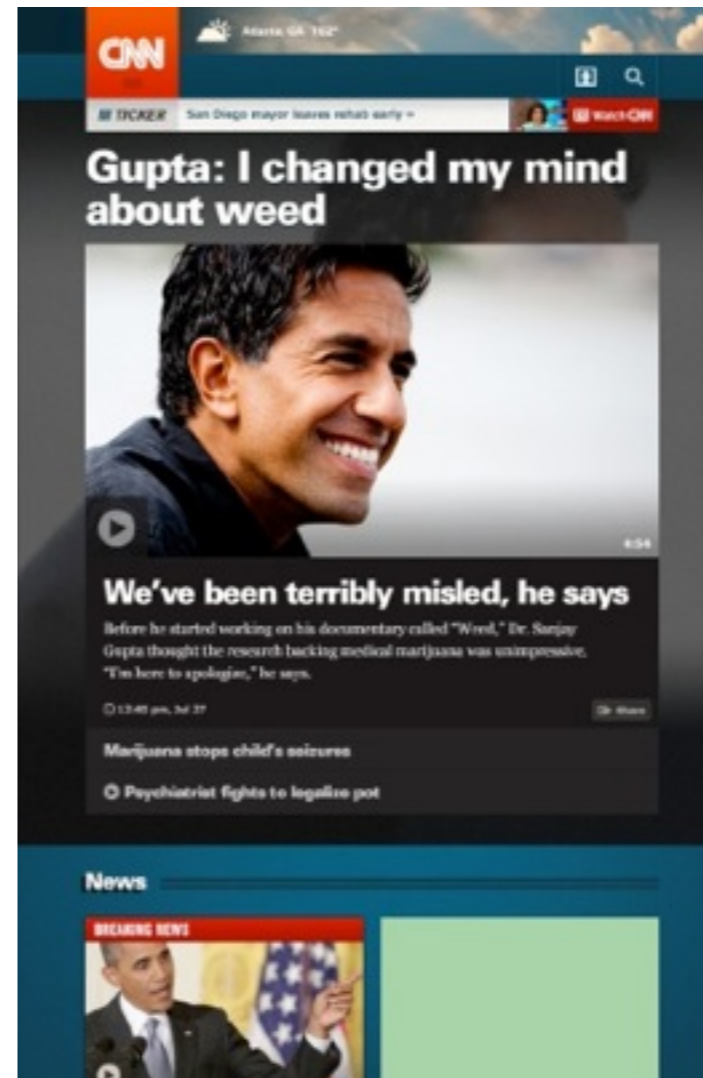 CNN
Atlanta, GA 102°
TICKER San Diego mayor leaves rehab early
Watch CNN
Gupta: I changed my mind
about weed
4:54
We've been terribly misled, he says
Before he started working on his documentary called "Weed," Dr. Sanjay
Gupta thought the research backing medical marijuana was unimpressive.
"I'm here to apologize," he says.
pm, Jul 27
Share
Marijuana stops child's seizures
Psychiatrist fights to legalize pot
News
BREAKING NEWS